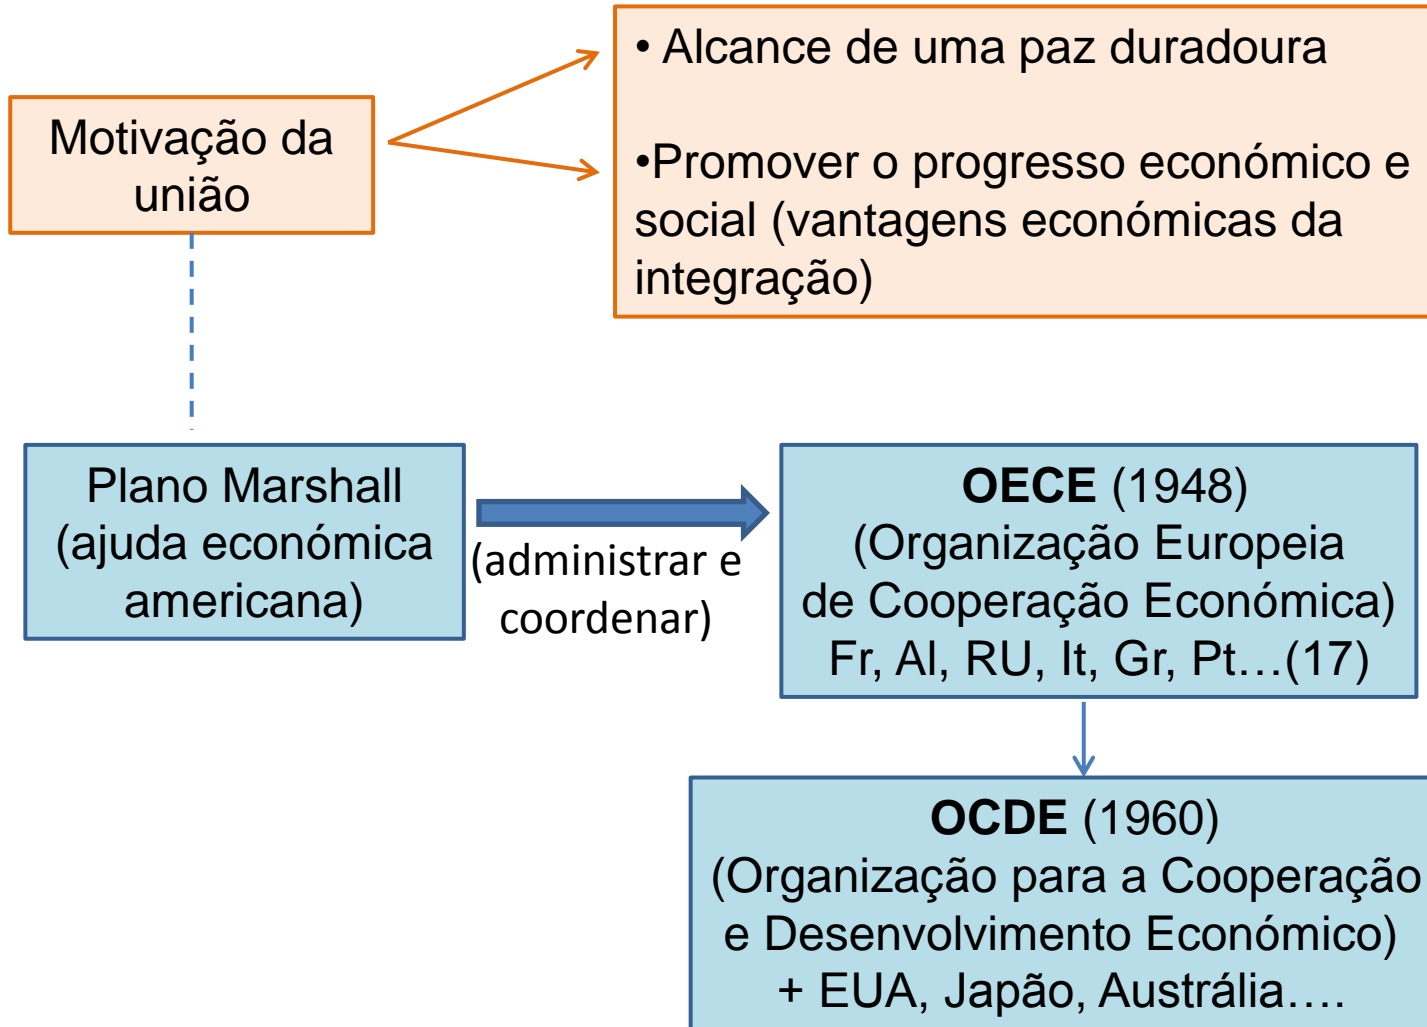 Motivação da
união
• Alcance de uma paz duradoura
•Promover o progresso económico e
social (vantagens económicas da
integração)
Plano Marshall
(ajuda económica
americana)
(administrar e
coordenar)
OECE (1948)
(Organização Europeia
de Cooperação Económica)
Fr, Al, RU, It, Gr, Pt…(17)
OCDE (1960)
(Organização para a Cooperação
e Desenvolvimento Económico)
+ EUA, Japão, Austrália….